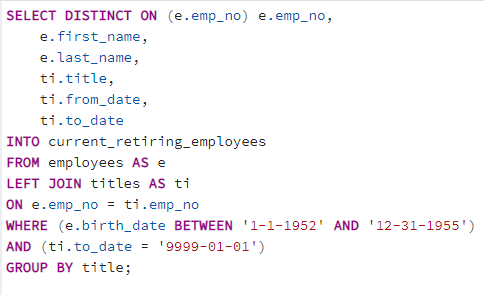 SELECT DISTINCT ON (e.emp_no) e.emp_no,
    e.first_name,
    e.last_name,
    ti.title,
    ti.from_date,
    ti.to_date
INTO current_retiring_employees
FROM employees AS e
LEFT JOIN titles AS ti
ON e.emp_no = ti.emp_no
WHERE (e.birth_date BETWEEN '1-1-1952' AND '12-31-1955')
AND (ti.to_date = '9999-01-01')
GROUP BY title;